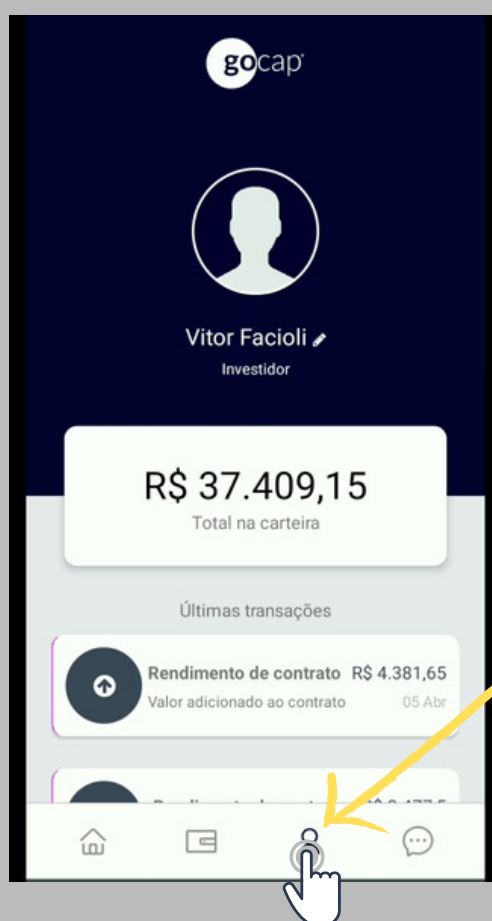 gocap
Vitor Facioli
Investidor
R$ 37.409,15
Total na carteira
Últimas transações
Rendimento de contrato R$ 4.381,65
Valor adicionado ao contrato 05 Abr